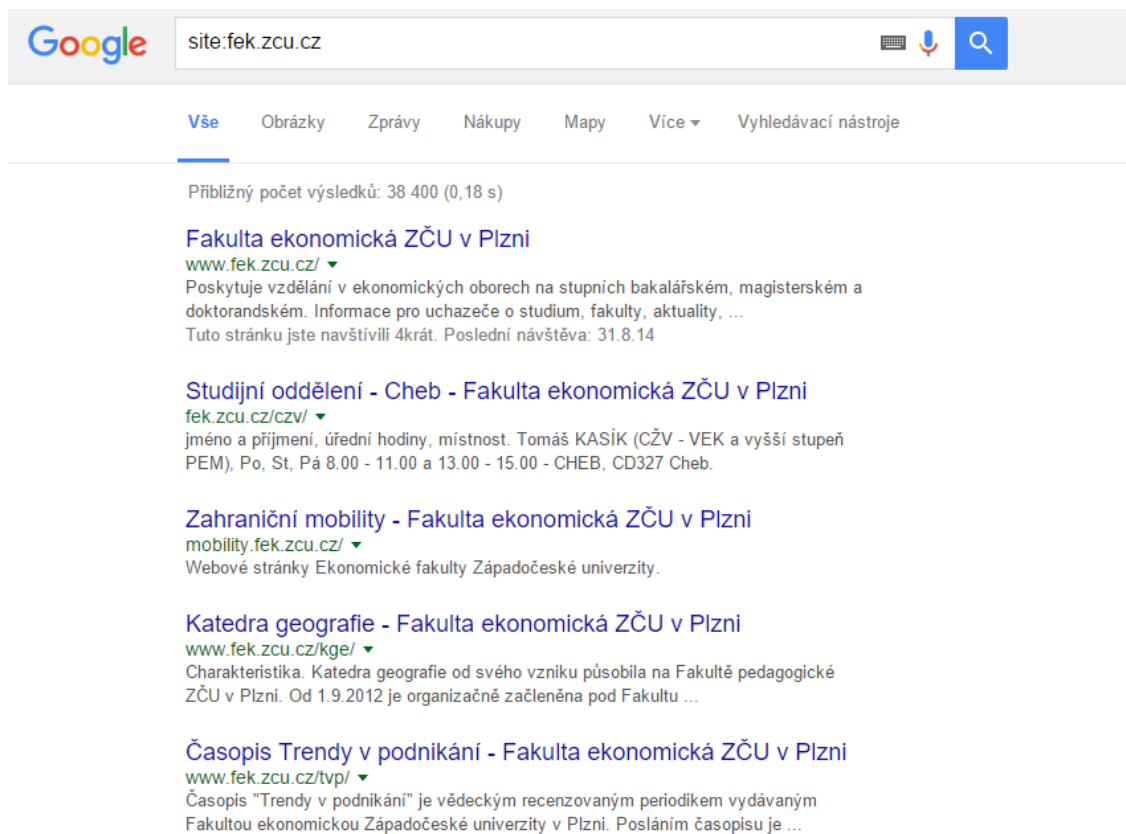 Google
site:fek.zcu.cz
Vše Obrázky Zprávy Nákupy Mapy Více Vyhledávací nástroje
Přibližný počet výsledků: 38 400 (0,18 s)
Fakulta ekonomická ZČU v Plzni
www.fek.zcu.cz/
Poskytuje vzdělání v ekonomických oborech na stupních bakalářském, magisterském a
doktorandském. Informace pro uchazeče o studium, fakulty, aktuality, ...
Tuto stránku jste navštívili 4krát. Poslední návštěva: 31.8.14
Studijní oddělení - Cheb - Fakulta ekonomická ZČU v Plzni
fek.zcu.cz/czv/
jméno a příjmení, úřední hodiny, místnost. Tomáš KASÍK (CŽV - VEK a vyšší stupeň
PEM), Po, St, Pá 8.00 - 11.00 a 13.00 - 15.00 - CHEB, CD327 Cheb.
Zahraniční mobility - Fakulta ekonomická ZČU v Plzni
mobility.fek.zcu.cz/
Webové stránky Ekonomické fakulty Západočeské univerzity.
Katedra geografie - Fakulta ekonomická ZČU v Plzni
www.fek.zcu.cz/kge/
Charakteristika. Katedra geografie od svého vzniku působila na Fakultě pedagogické
ZČU v Plzni. Od 1.9.2012 je organizačně začleněna pod Fakultu ...
Časopis Trendy v podnikání - Fakulta ekonomická ZČU v Plzni
www.fek.zcu.cz/tvp/
Časopis "Trendy v podnikání" je vědeckým recenzovaným periodikem vydávaným
Fakultou ekonomickou Západočeské univerzity v Plzni. Posláním časopisu je ...